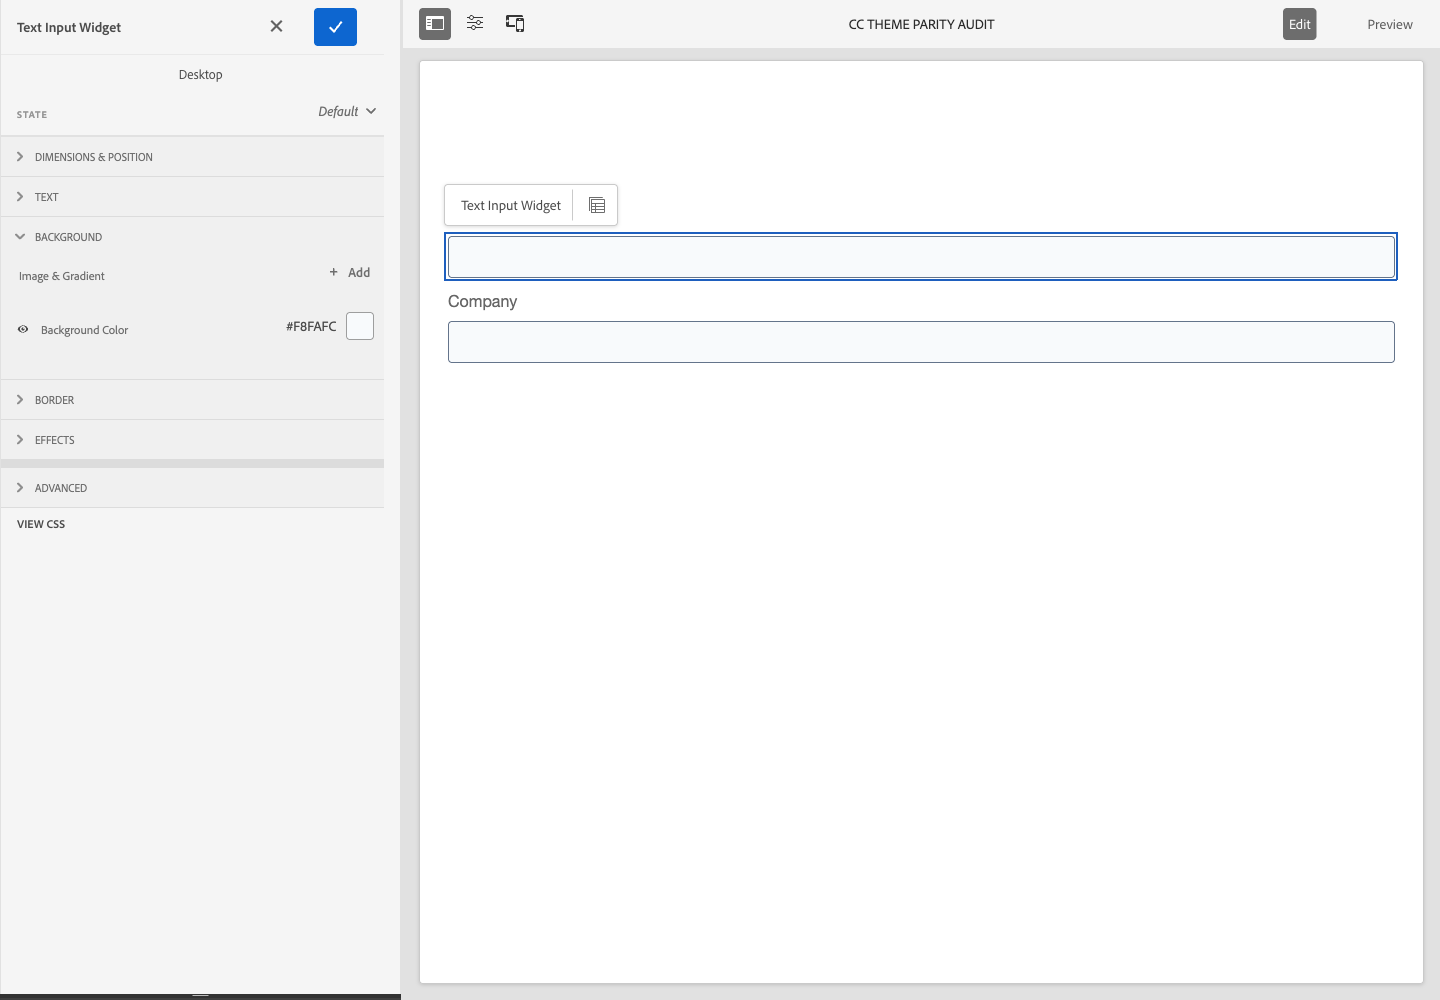 Text Input Widget
Desktop
STATE
Default
DIMENSIONS & POSITION
TEXT
BACKGROUND
Image & Gradient
+ Add
Background Color
#F8FAFC
BORDER
EFFECTS
ADVANCED
VIEW CSS
CC THEME PARITY AUDIT
Edit
Preview
Text Input Widget
Company